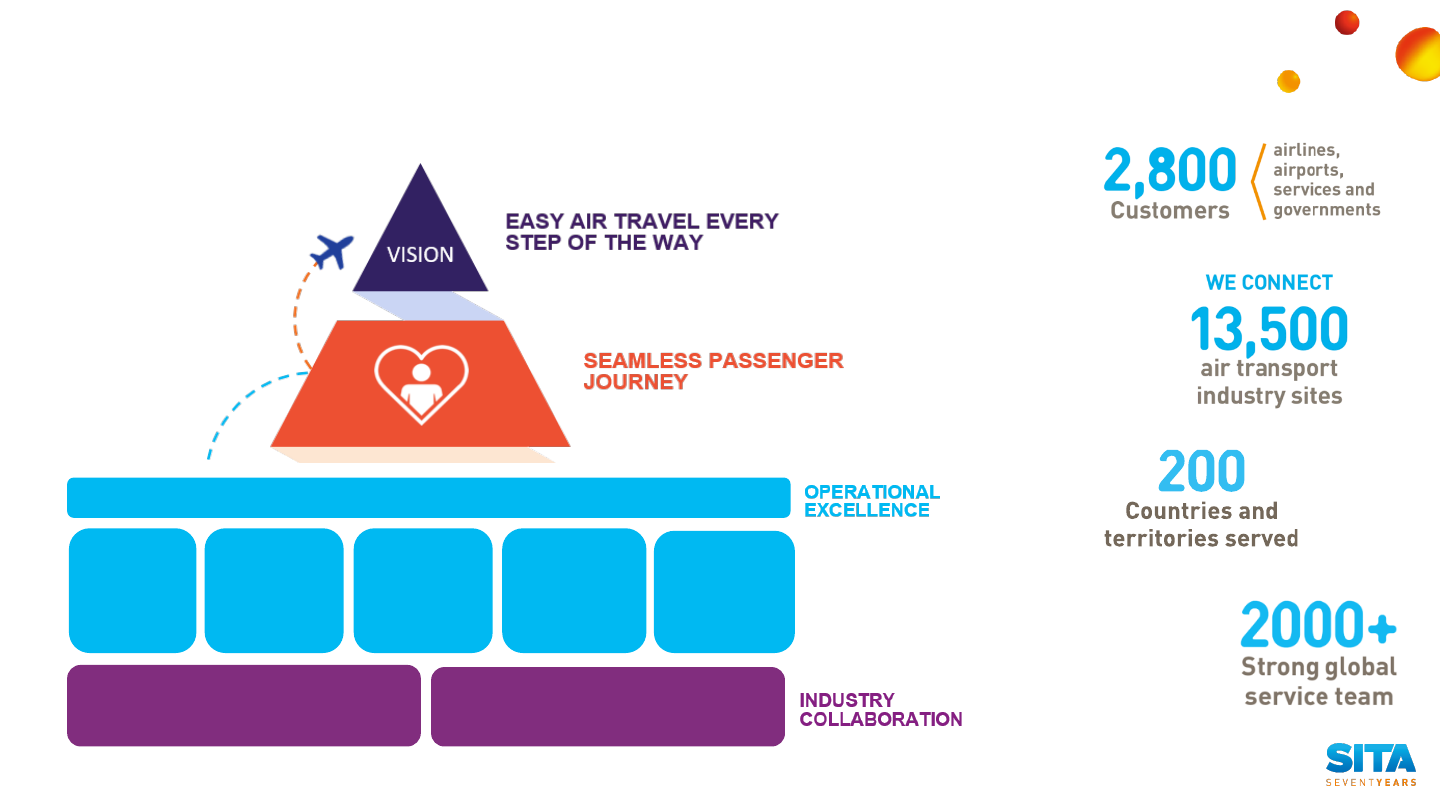 VISION
EASY AIR TRAVEL EVERY
STEP OF THE WAY
SEAMLESS PASSENGER
JOURNEY
OPERATIONAL
EXCELLENCE
INDUSTRY
COLLABORATION
2,800
Customers
airlines,
airports,
services and
governments
WE CONNECT
13,500
air transport
industry sites
200
Countries and
territories served
2000+
Strong global
service team
SITA
SEVENTYEARS